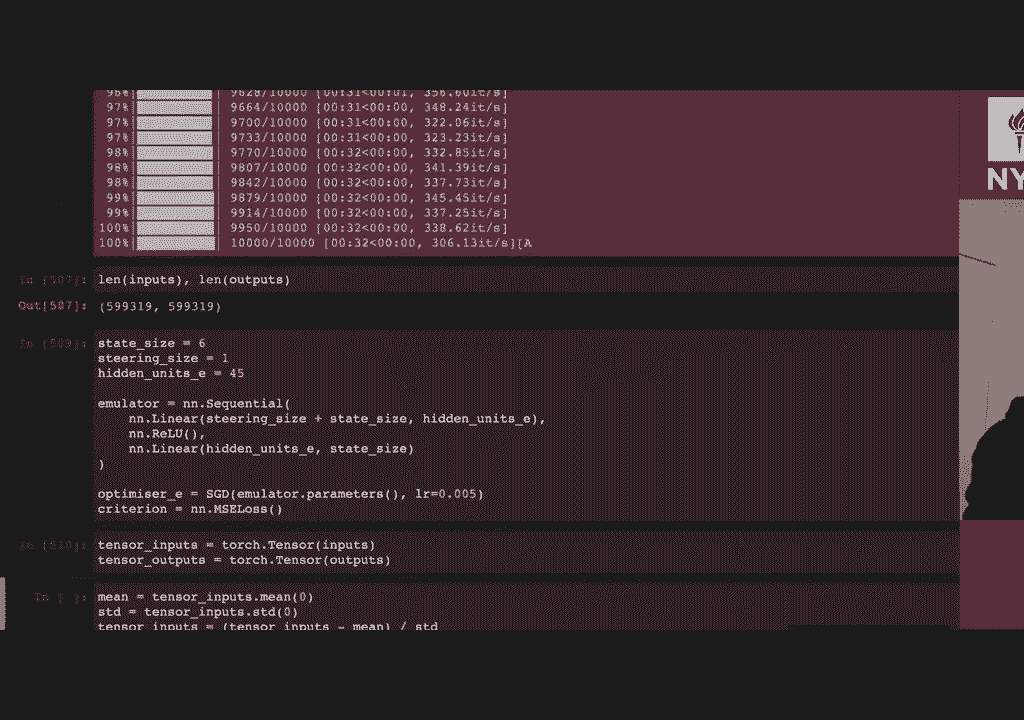 96% 9628/10000 [00:31<00:01, 356.60it/s]
97% 9664/10000 [00:31<00:00, 348.24it/s]
97% 9700/10000 [00:31<00:00, 322.06it/s]
97% 9733/10000 [00:31<00:00, 323.23it/s]
98% 9770/10000 [00:32<00:00, 332.85it/s]
98% 9807/10000 [00:32<00:00, 341.39it/s]
98% 9842/10000 [00:32<00:00, 337.73it/s]
99% 9879/10000 [00:32<00:00, 345.45it/s]
99% 9914/10000 [00:32<00:00, 337.25it/s]
100% 9950/10000 [00:32<00:00, 338.62it/s]
100% 10000/10000 [00:32<00:00, 306.13it/s][A
NY
In [507]: len(inputs), len(outputs)
Out[507]: (599319, 599319)
In [509]: state_size = 6
steering_size = 1
hidden_units_e = 45
emulator = nn.Sequential(
nn.Linear(steering_size + state_size, hidden_units_e),
nn.ReLU(),
nn.Linear(hidden_units_e, state_size)
)
optimiser_e = SGD(emulator.parameters(), lr=0.005)
criterion = nn.MSELoss()
In [510]: tensor_inputs = torch.Tensor(inputs)
tensor_outputs = torch.Tensor(outputs)
In [ ]: mean = tensor_inputs.mean(0)
std = tensor_inputs.std(0)
tensor_inputs = (tensor_inputs - mean) / std